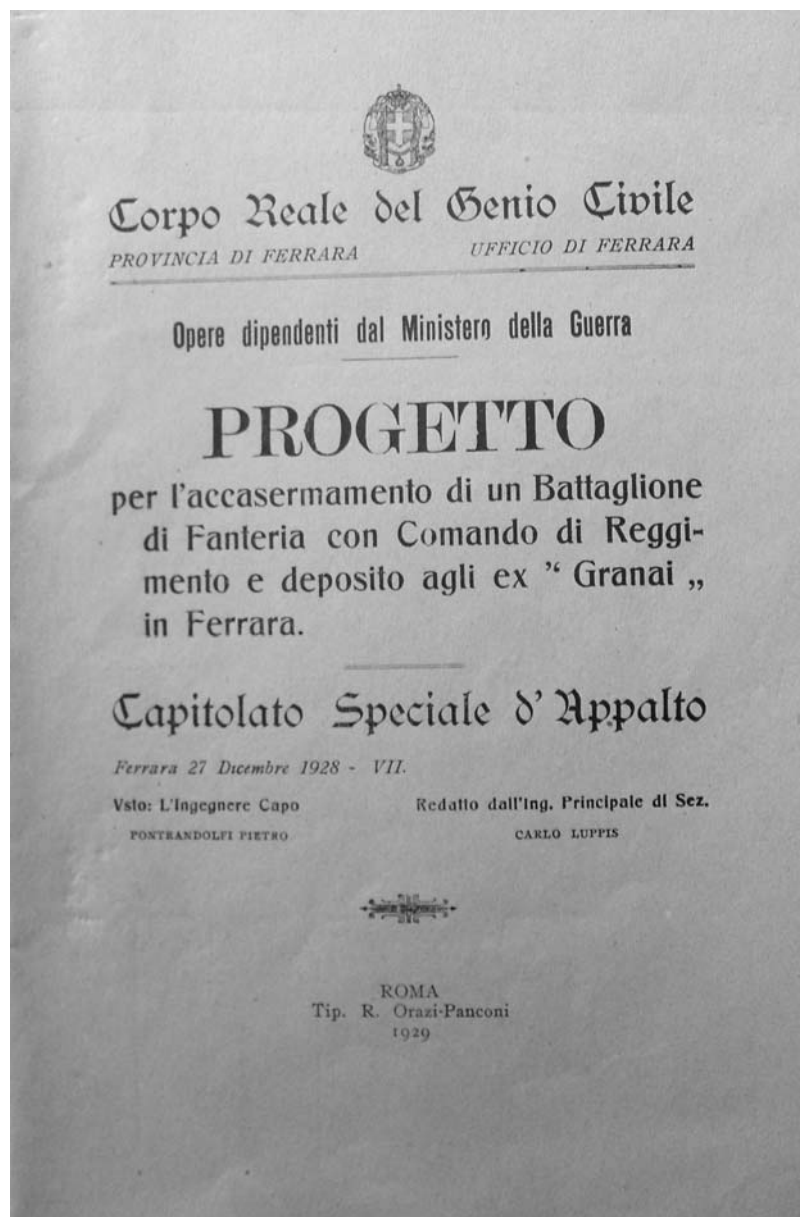 Corpo Reale del Genio Civile
PROVINCIA DI FERRARA UFFICIO DI FERRARA
Opere dipendenti dal Ministero della Guerra
PROGETTO
per l'accasermamento di un Battaglione
di Fanteria con Comando di Reggi-
mento e deposito agli ex " Granai „
in Ferrara.
Capitolato Speciale d'Appalto
Ferrara 27 Dicembre 1928 - VII.
Vsto: L'Ingegnere Capo Redatto dall'Ing. Principale di Sez.
PONTRANDOLFI PIETRO CARLO LUPPIS
ROMA
Tip. R. Orazi-Panconi
1929